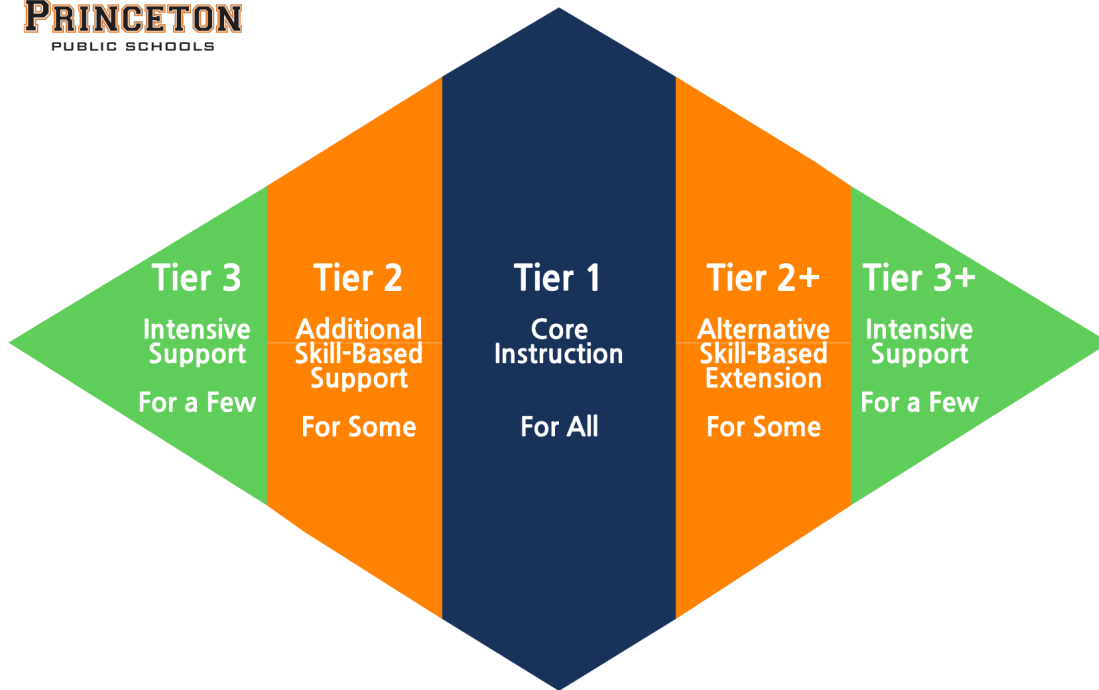 PRINCETON
PUBLIC SCHOOLS
Tier 3
Intensive
Support
For a Few
Tier 2
Additional
Skill-Based
Support
For Some
Tier 1
Core
Instruction
For All
Tier 2+
Alternative
Skill-Based
Extension
For Some
Tier 3+
Intensive
Support
For a Few